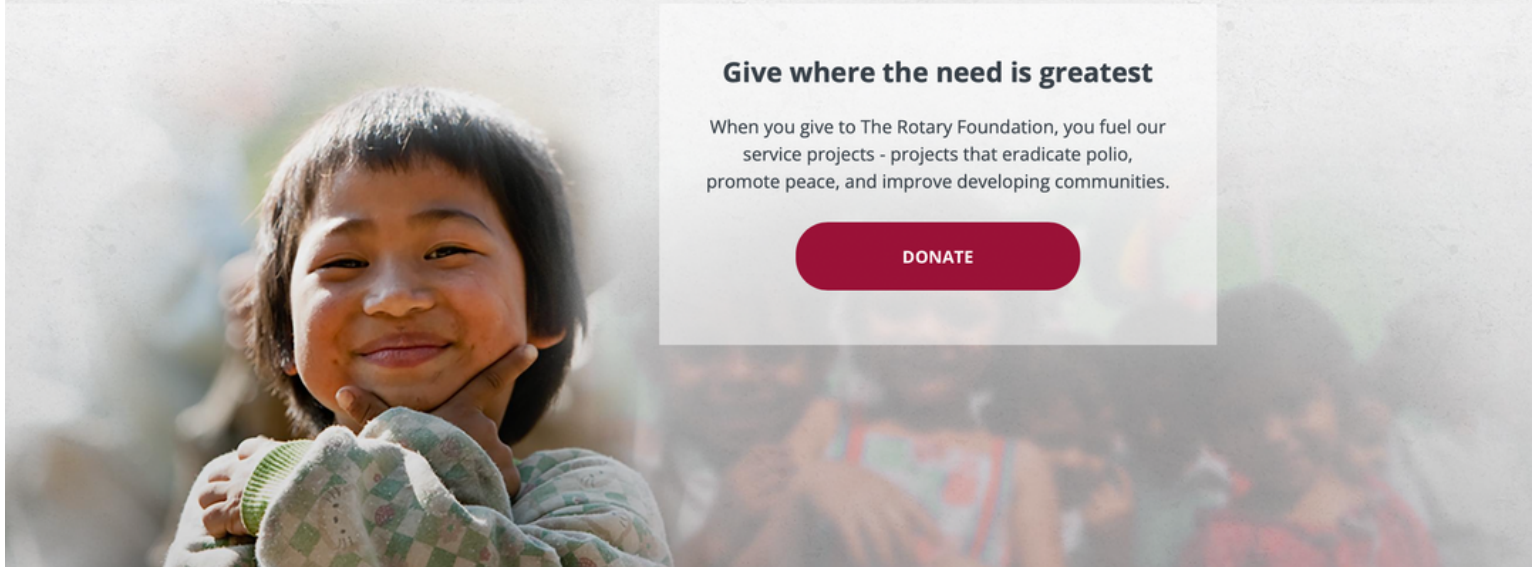 Give where the need is greatest
When you give to The Rotary Foundation, you fuel our
service projects - projects that eradicate polio,
promote peace, and improve developing communities.
DONATE